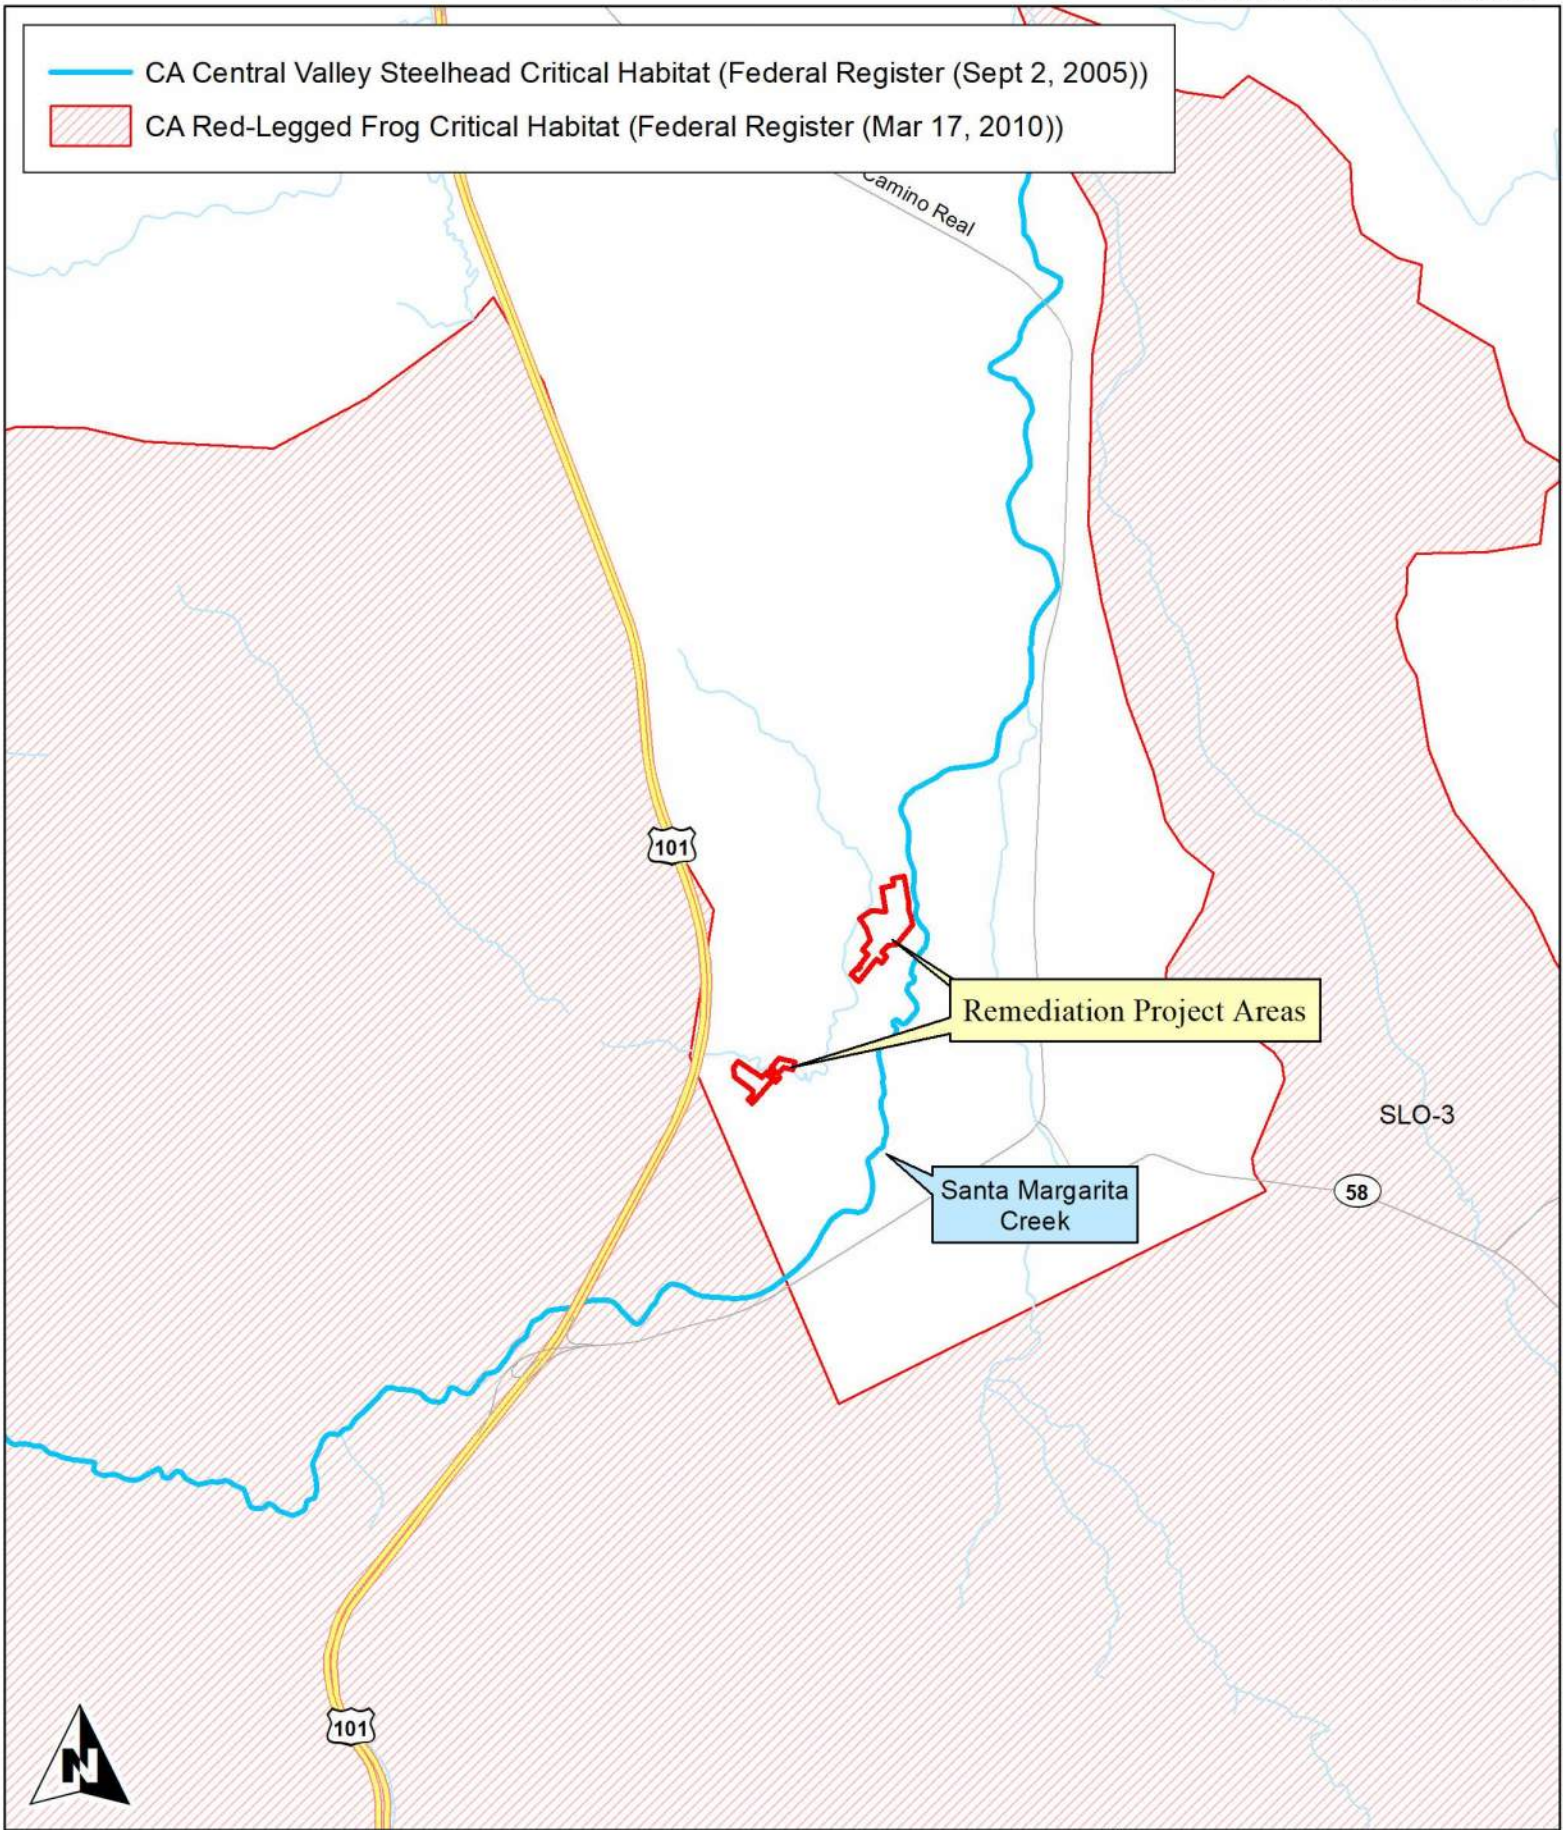 CA Central Valley Steelhead Critical Habitat (Federal Register (Sept 2, 2005))
CA Red-Legged Frog Critical Habitat (Federal Register (Mar 17, 2010))
Camino Real
101
Remediation Project Areas
SLO-3
Santa Margarita
Creek
58
101
N